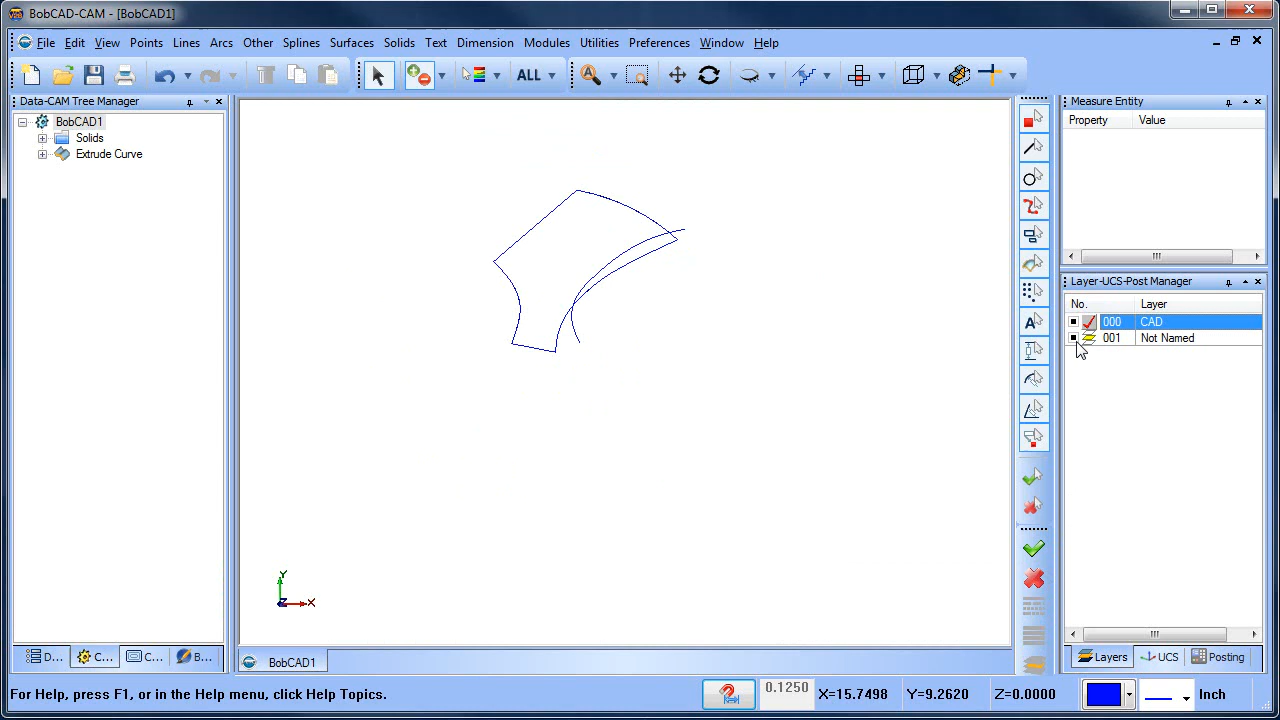 BobCAD-CAM - [BobCAD1]
File Edit View Points Lines Arcs Other Splines Surfaces Solids Text Dimension Modules Utilities Preferences Window Help
ALL
Data-CAM Tree Manager
BobCAD1
Solids
Extrude Curve
Measure Entity
Property Value
Layer-UCS-Post Manager
No. Layer
000 CAD
001 Not Named
A
Y
Z X
D... C... C... B...
BobCAD1
Layers UCS Posting
For Help, press F1, or in the Help menu, click Help Topics.
0.1250 X=15.7498 Y=9.2620 Z=0.0000 Inch